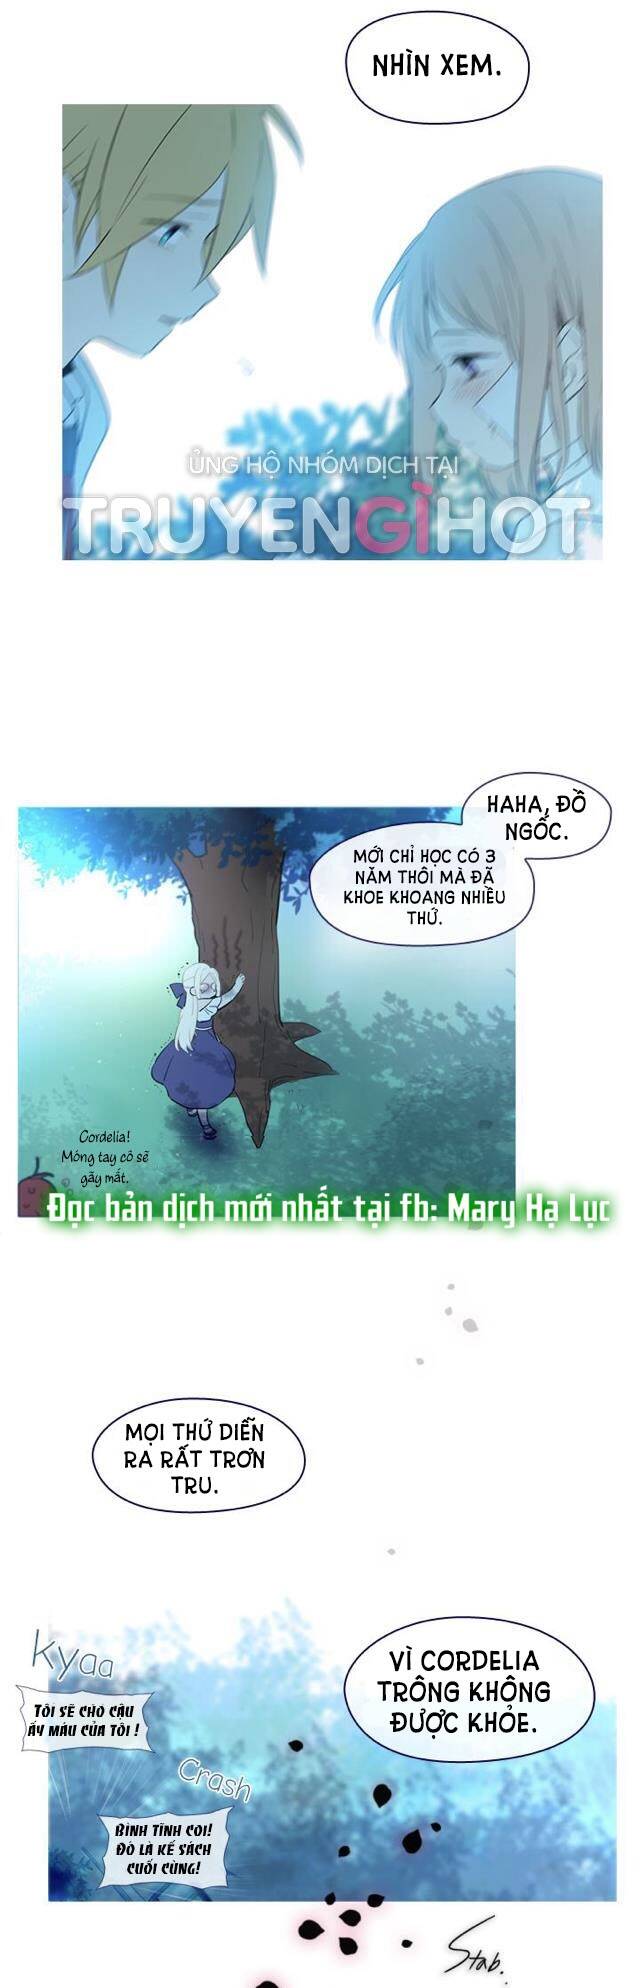 NHÌN XEM.
ỦNG HỘ NHÓM DỊCH TẠI
TRUYENGÌHOT
HAHA, ĐỒ
NGỐC.
MỚI CHỈ HỌC CÓ 3
NĂM THÔI MÀ ĐÃ
KHOE KHOANG NHIỀU
THỨ.
Cordelia!
Móng tay cô sẽ
gãy mất.
Đọc bản dịch mới nhất tại fb: Mary Hạ Lục
MỌI THỨ DIỄN
RA RẤT TRƠN
TRU.
Kyaa
VÌ CORDELIA
TRÔNG KHÔNG
ĐƯỢC KHỎE.
TÔI SẼ CHO CẬU
ẤY MÁU CỦA TÔI !
Crash
BÌNH TĨNH COI!
ĐÓ LÀ KẾ SÁCH
CUỐI CÙNG!
Stab.